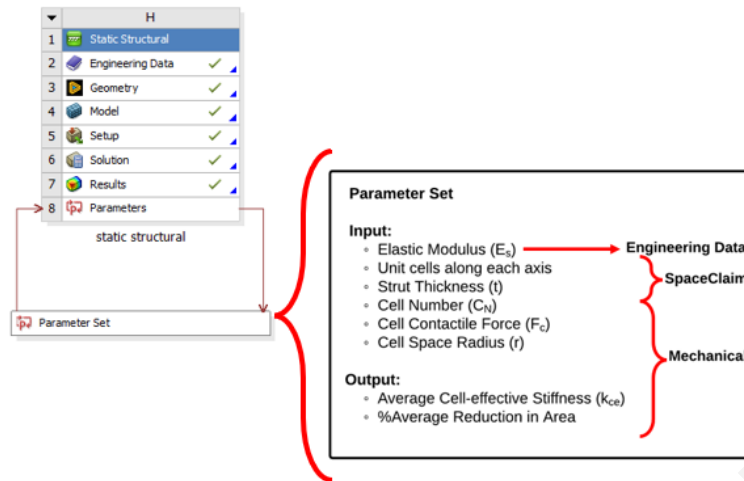 H
1 Static Structural
2 Engineering Data
3 Geometry
4 Model
5 Setup
6 Solution
7 Results
8 Parameters
static structural
Parameter Set
Parameter Set
Input:
◦ Elastic Modulus (Es) Engineering Data
◦ Unit cells along each axis
SpaceClaim
◦ Strut Thickness (t)
◦ Cell Number (CN)
◦ Cell Contactile Force (Fc)
◦ Cell Space Radius (r)
Mechanical
Output:
◦ Average Cell-effective Stiffness (kce)
◦ %Average Reduction in Area